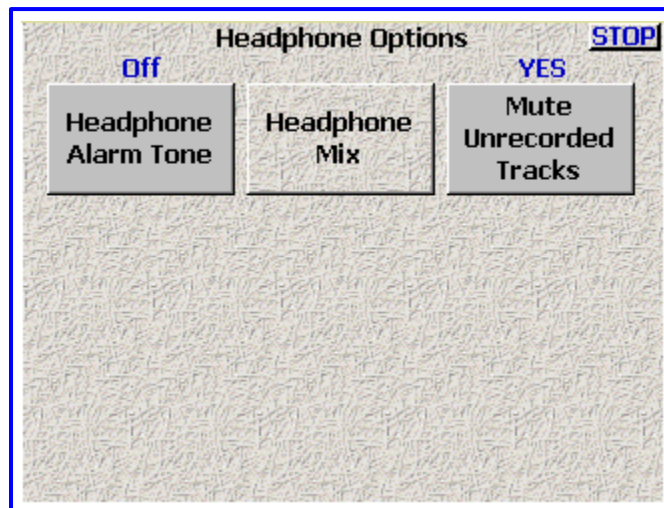 Headphone Options STOP
Off YES
Headphone
Alarm Tone
Headphone
Mix
Mute
Unrecorded
Tracks